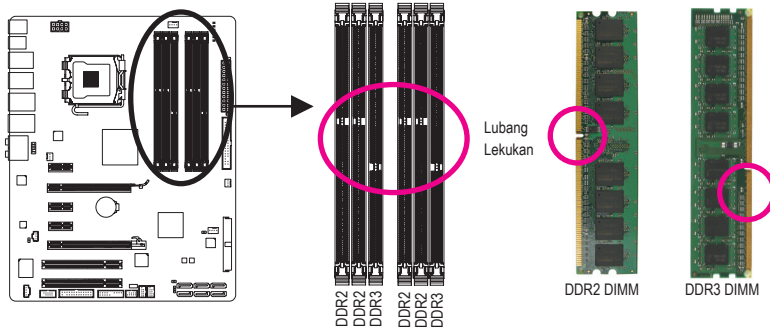 Lubang
Lekukan
DDR2
DDR2
DDR3
DDR2
DDR2
DDR3
DDR2 DIMM
DDR3 DIMM